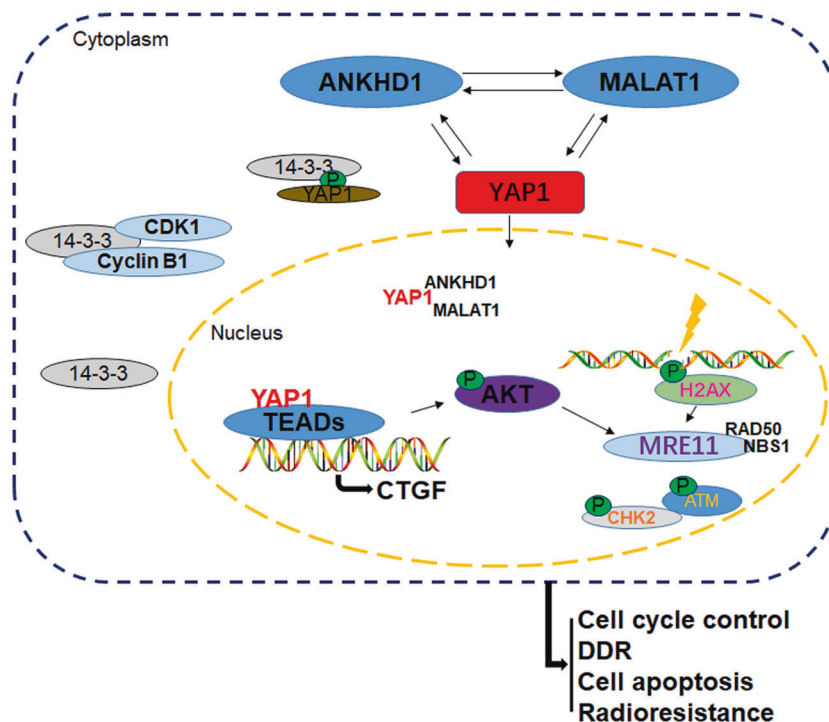 Cytoplasm
ANKHD1
MALAT1
14-3-3
P
YAP1
YAP1
CDK1
14-3-3
Cyclin B1
ANKHD1
YAP1
MALAT1
Nucleus
14-3-3
P
H2AX
P
AKT
YAP1
TEADs
RAD50
MRE11
NBS1
CTGF
P
ATM
P
CHK2
Cell cycle control
DDR
Cell apoptosis
Radioresistance